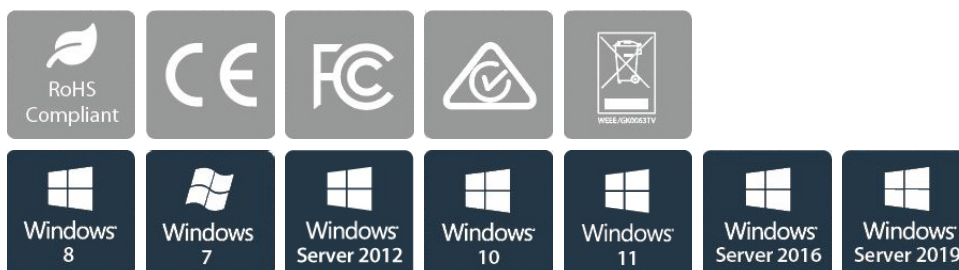 RoHS
Compliant
CE
FC
WEEE/GK0063TV
Windows
8
Windows
7
Windows
Server 2012
Windows
10
Windows
11
Windows
Server 2016
Windows
Server 2019